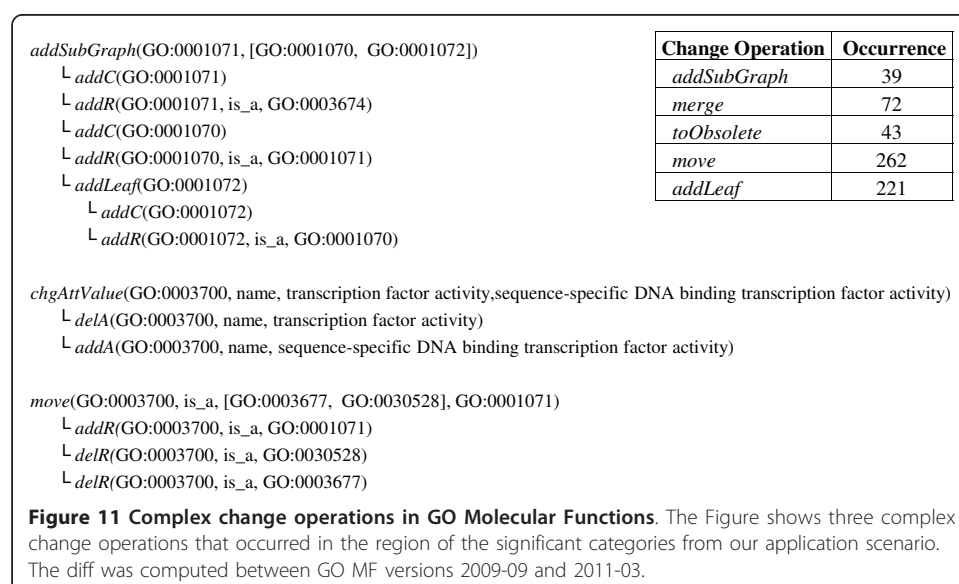 addSubGraph(GO:0001071, [GO:0001070, GO:0001072])
└ addC(GO:0001071)
└ addR(GO:0001071, is_a, GO:0003674)
└ addC(GO:0001070)
└ addR(GO:0001070, is_a, GO:0001071)
└ addLeaf(GO:0001072)
└ addC(GO:0001072)
└ addR(GO:0001072, is_a, GO:0001070)
Change Operation Occurrence
addSubGraph 39
merge 72
toObsolete 43
move 262
addLeaf 221
chgAttValue(GO:0003700, name, transcription factor activity,sequence-specific DNA binding transcription factor activity)
└ delA(GO:0003700, name, transcription factor activity)
└ addA(GO:0003700, name, sequence-specific DNA binding transcription factor activity)
move(GO:0003700, is_a, [GO:0003677, GO:0030528], GO:0001071)
└ addR(GO:0003700, is_a, GO:0001071)
└ delR(GO:0003700, is_a, GO:0030528)
└ delR(GO:0003700, is_a, GO:0003677)
Figure 11 Complex change operations in GO Molecular Functions. The Figure shows three complex
change operations that occurred in the region of the significant categories from our application scenario.
The diff was computed between GO MF versions 2009-09 and 2011-03.